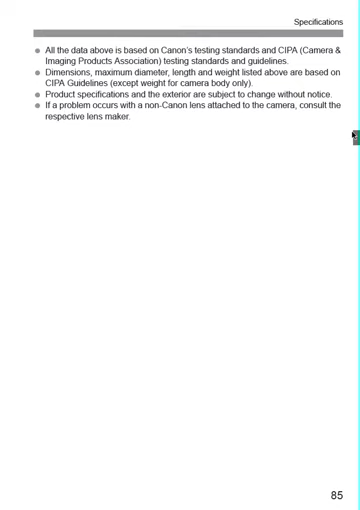 Specifications
● All the data above is based on Canon's testing standards and CIPA (Camera &
Imaging Products Association) testing standards and guidelines.
● Dimensions, maximum diameter, length and weight listed above are based on
CIPA Guidelines (except weight for camera body only).
● Product specifications and the exterior are subject to change without notice.
● If a problem occurs with a non-Canon lens attached to the camera, consult the
respective lens maker.
85